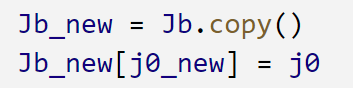 Jb_new = Jb.copy()
Jb_new[j0_new] = j0